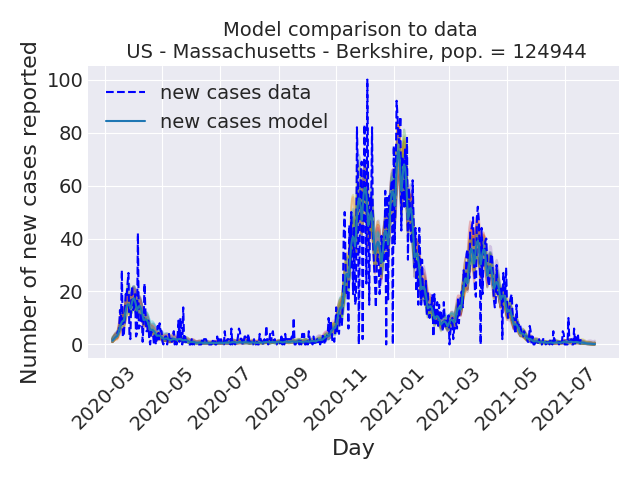 Model comparison to data
US - Massachusetts - Berkshire, pop. = 124944
Number of new cases reported
100
80
60
40
20
0
new cases data
new cases model
2020-03
2020-05
2020-07
2020-09
2020-11
2021-01
2021-03
2021-05
2021-07
Day